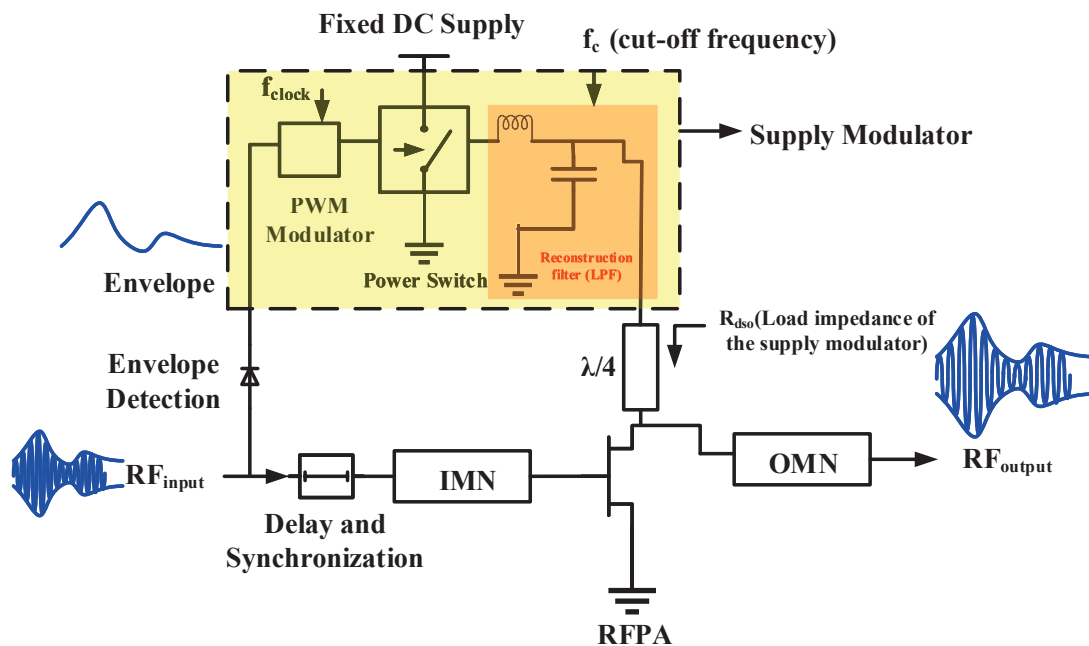 Fixed DC Supply
f_c (cut-off frequency)
f_clock
Supply Modulator
PWM
Modulator
Power Switch
Reconstruction
filter (LPF)
Envelope
R_dso(Load impedance of
the supply modulator)
λ/4
Envelope
Detection
RF_input
IMN
OMN
RF_output
Delay and
Synchronization
RFPA